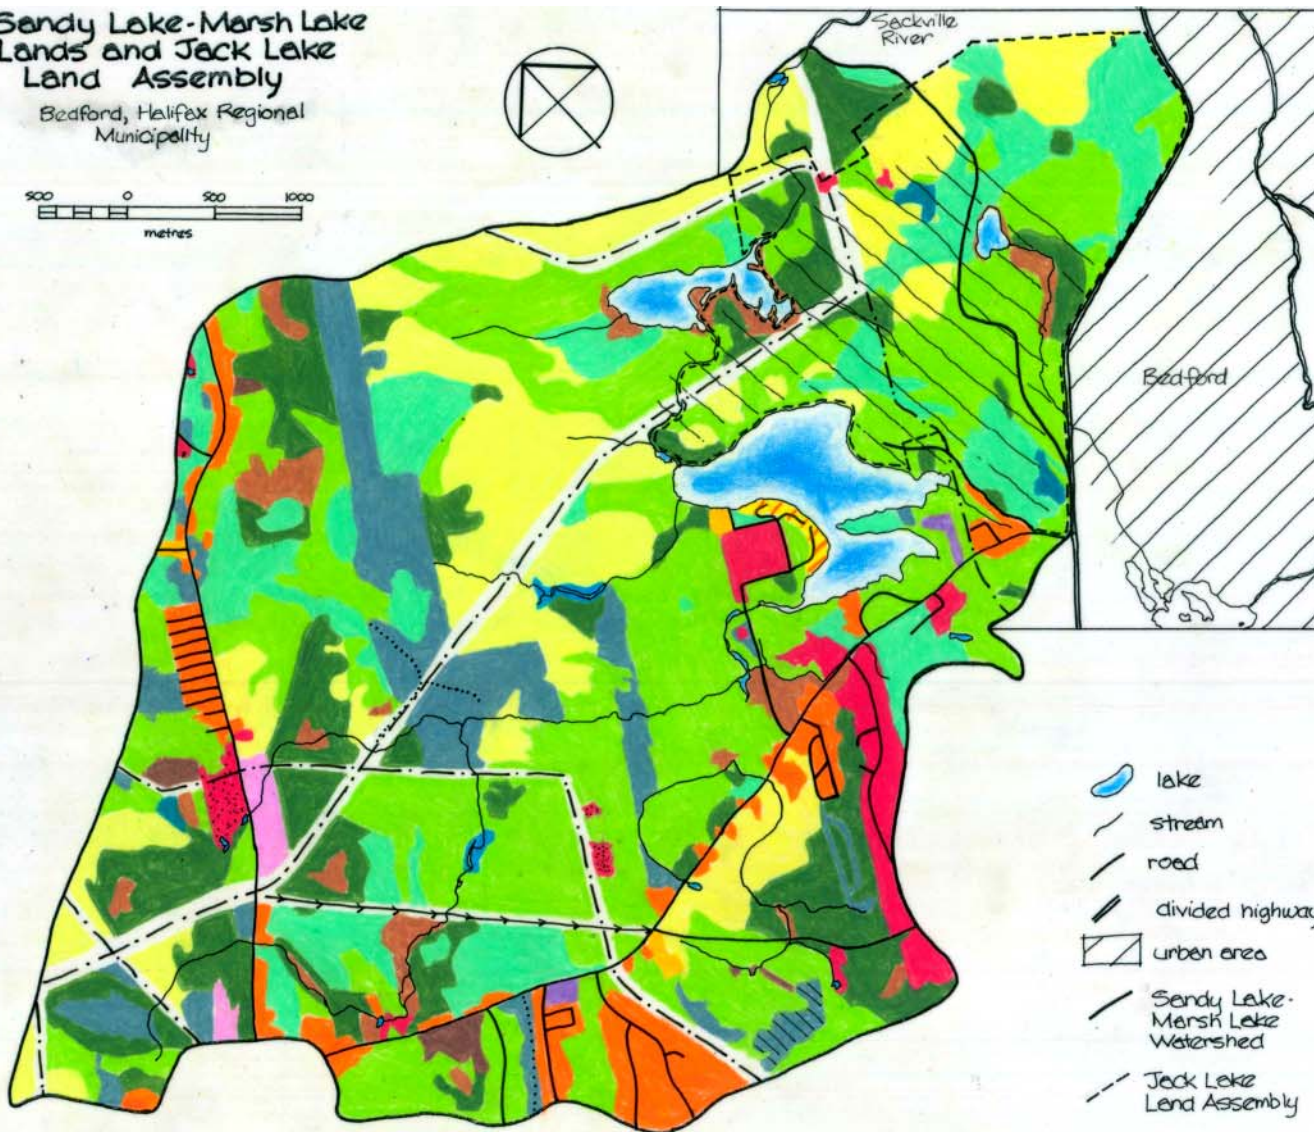 Sandy Lake-Marsh Lake
Lands and Jack Lake
Land Assembly
Bedford, Halifax Regional
Municipality
500 0 500 1000
metres
Sackville
River
Bedford
lake
stream
road
divided highway
urban area
Sandy Lake-
Marsh Lake
Watershed
Jack Lake
Land Assembly